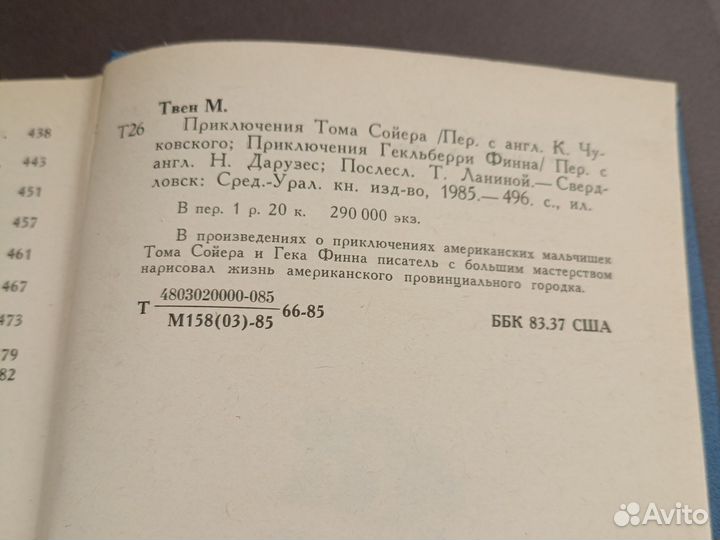 438
443
451
457
461
467
473
79
82
Твен М.
Т26
Приключения Тома Сойера /Пер. с англ. К. Чу-
ковского; Приключения Гекльберри Финна/ Пер. с
англ. Н. Дарузес; Послесл. Т. Ланиной.— Сверд-
ловск: Сред.-Урал. кн. изд-во, 1985.— 496. с., ил.
В пер. 1 р. 20 к. 290 000 экз.
В произведениях о приключениях американских мальчишек
Тома Сойера и Гека Финна писатель с большим мастерством
нарисовал жизнь американского провинциального городка.
4803020000-085
Т 66-85
М158(03)-85
ББК 83.37 США
Avito